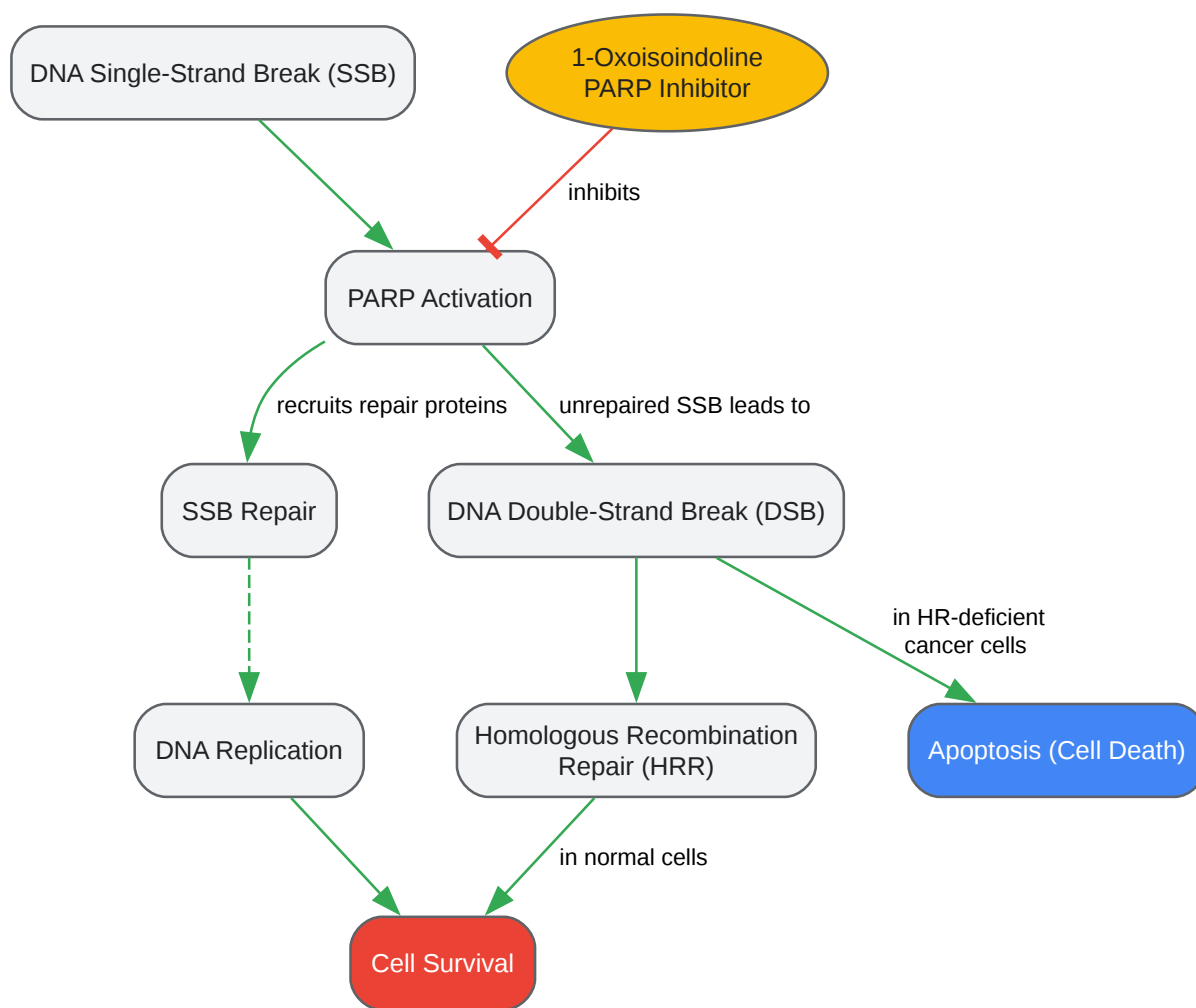 DNA Single-Strand Break (SSB)
1-Oxoisoindoline
PARP Inhibitor
inhibits
PARP Activation
recruits repair proteins
unrepaired SSB leads to
SSB Repair
DNA Double-Strand Break (DSB)
in HR-deficient
cancer cells
DNA Replication
Homologous Recombination
Repair (HRR)
Apoptosis (Cell Death)
in normal cells
Cell Survival